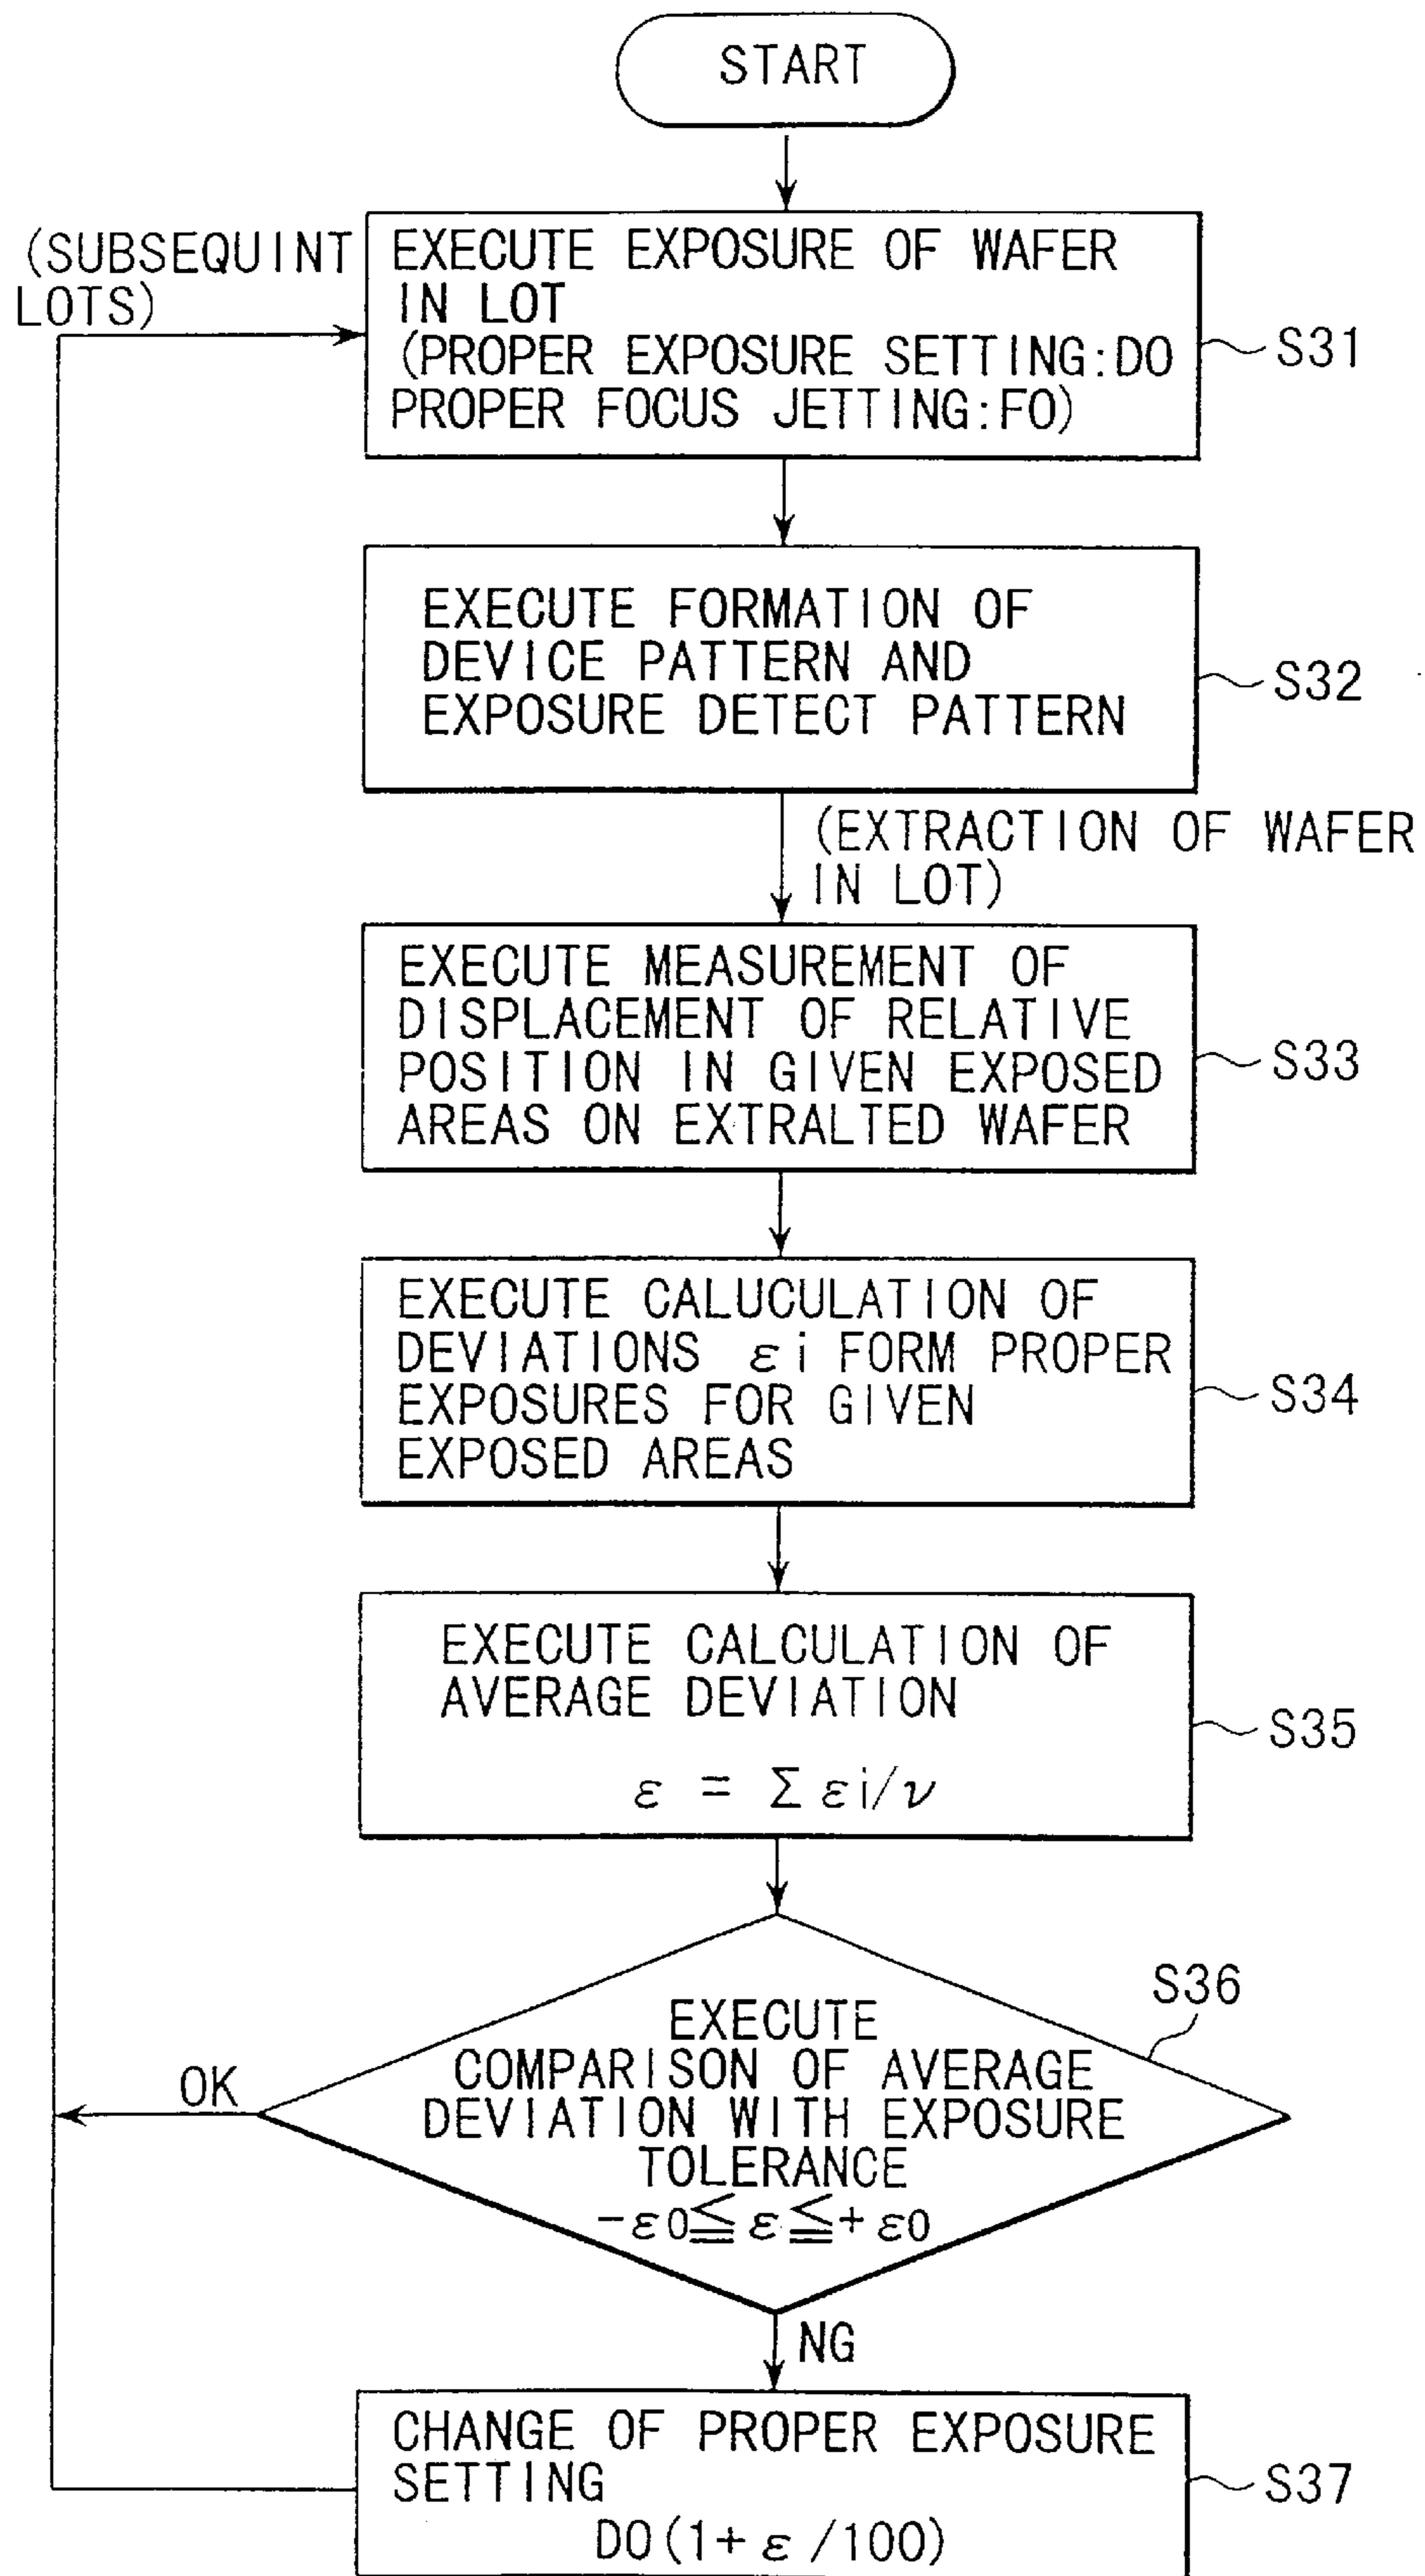 START
(SUBSEQUINT
LOTS)
EXECUTE EXPOSURE OF WAFER
IN LOT
(PROPER EXPOSURE SETTING:DO
PROPER FOCUS JETTING:FO)
S31
EXECUTE FORMATION OF
DEVICE PATTERN AND
EXPOSURE DETECT PATTERN
S32
(EXTRACTION OF WAFER
IN LOT)
EXECUTE MEASUREMENT OF
DISPLACEMENT OF RELATIVE
POSITION IN GIVEN EXPOSED
AREAS ON EXTRALTED WAFER
S33
EXECUTE CALUCULATION OF
DEVIATIONS εi FORM PROPER
EXPOSURES FOR GIVEN
EXPOSED AREAS
S34
EXECUTE CALCULATION OF
AVERAGE DEVIATION
ε = Σ εi/ν
S35
S36
EXECUTE
COMPARISON OF AVERAGE
DEVIATION WITH EXPOSURE
TOLERANCE
-ε0≦ε≦+ε0
OK
NG
CHANGE OF PROPER EXPOSURE
SETTING
DO(1+ε/100)
S37